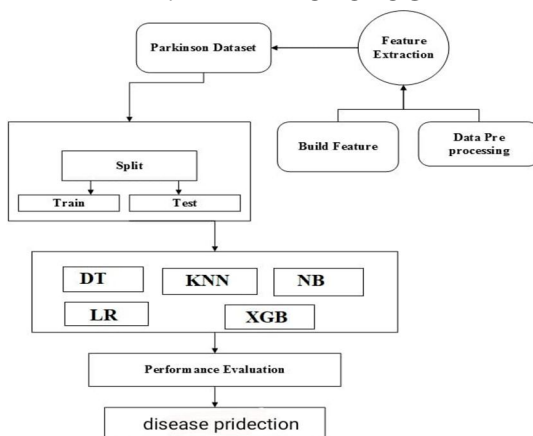 Parkinson Dataset
Feature
Extraction
Build Feature
Data Pre
processing
Split
Train
Test
DT
KNN
NB
LR
XGB
Performance Evaluation
disease pridection